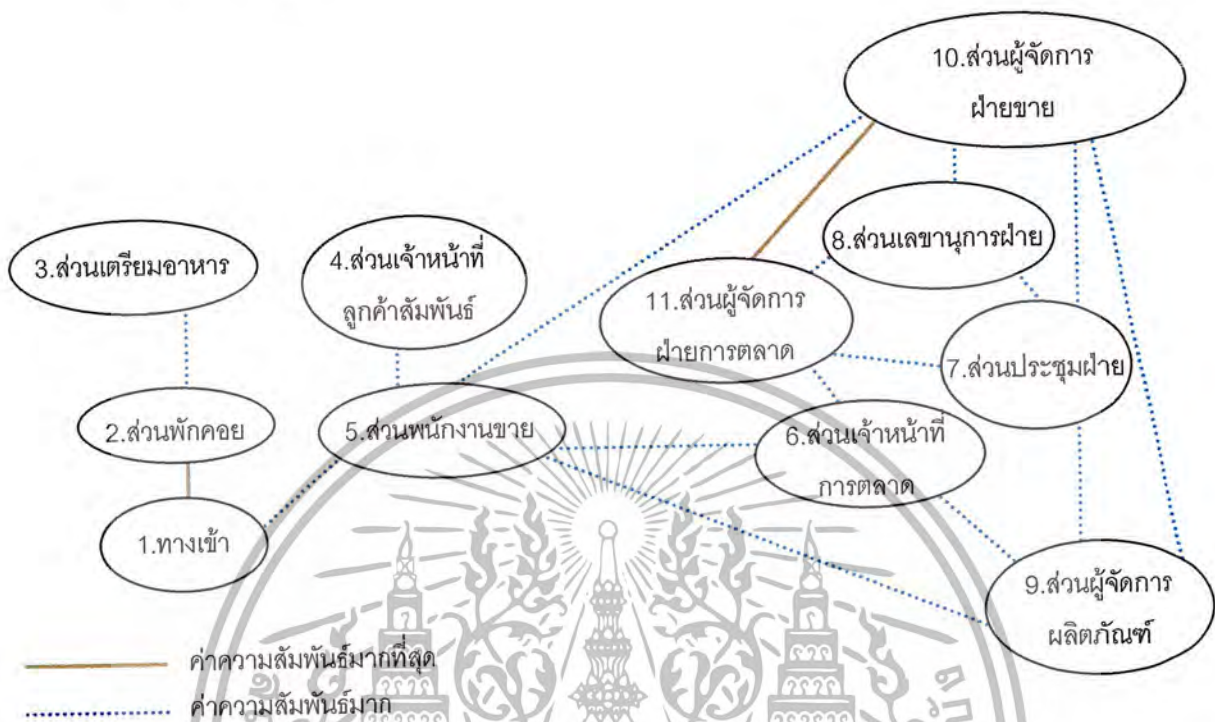 10.ส่วนผู้จัดการ
ฝ่ายขาย
8.ส่วนเลขานุการฝ่าย
3.ส่วนเตรียมอาหาร
4.ส่วนเจ้าหน้าที่
ลูกค้าสัมพันธ์
11.ส่วนผู้จัดการ
ฝ่ายการตลาด
7.ส่วนประชุมฝ่าย
2.ส่วนพักคอย
5.ส่วนพนักงานขาย
6.ส่วนเจ้าหน้าที่
การตลาด
1.ทางเข้า
9.ส่วนผู้จัดการ
ผลิตภัณฑ์
ค่าความสัมพันธ์มากที่สุด
ค่าความสัมพันธ์มาก